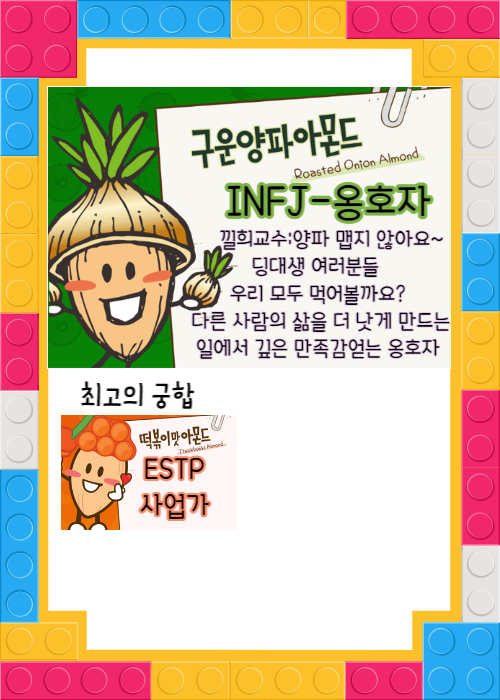 구운양파아몬드
Roasted Onion Almond
INFJ-옹호자
낄희교수:양파 맵지 않아요~
딩대생 여러분들
우리 모두 먹어볼까요?
다른 사람의 삶을 더 낫게 만드는
일에서 깊은 만족감얻는 옹호자
최고의 궁합
떡볶이맛아몬드
Tteokbokki Almond
ESTP
사업가